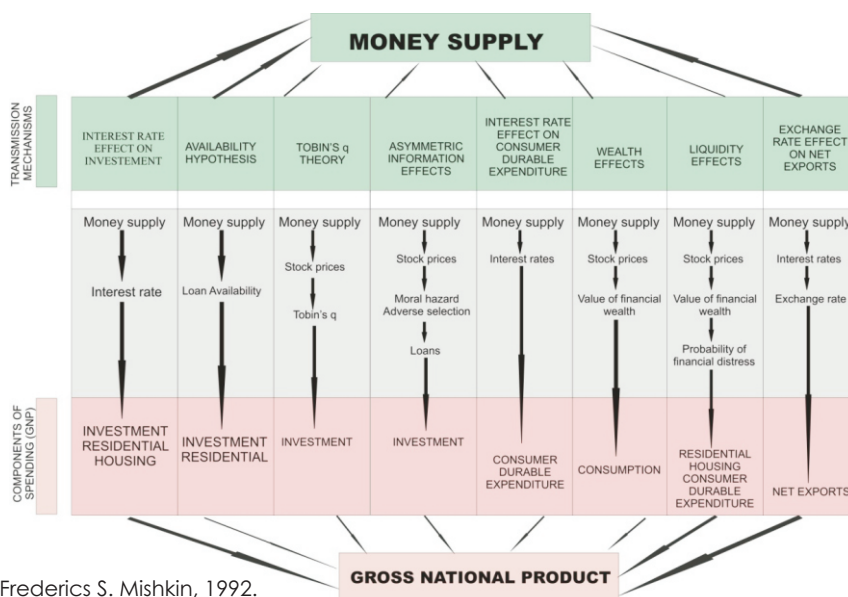 MONEY SUPPLY
TRANSMISSION
MECHANISMS
INTEREST RATE
EFFECT ON
INVESTEMENT
AVAILABILITY
HYPOTHESIS
TOBIN'S q
THEORY
ASYMMETRIC
INFORMATION
EFFECTS
INTEREST RATE
EFFECT ON
CONSUMER
DURABLE
EXPENDITURE
WEALTH
EFFECTS
LIQUIDITY
EFFECTS
EXCHANGE
RATE EFFECT
ON NET
EXPORTS
Money supply
Interest rate
Money supply
Loan Availability
Money supply
Stock prices
Tobin's q
Money supply
Stock prices
Moral hazard
Adverse selection
Loans
Money supply
Interest rates
Money supply
Stock prices
Value of financial
wealth
Money supply
Stock prices
Value of financial
wealth
Probability of
financial distress
Money supply
Interest rates
Exchange rate
COMPONENTS OF
SPENDING (GNP)
INVESTMENT
RESIDENTIAL
HOUSING
INVESTMENT
RESIDENTIAL
INVESTMENT
INVESTMENT
CONSUMER
DURABLE
EXPENDITURE
CONSUMPTION
RESIDENTIAL
HOUSING
CONSUMER
DURABLE
EXPENDITURE
NET EXPORTS
GROSS NATIONAL PRODUCT
Frederics S. Mishkin, 1992.